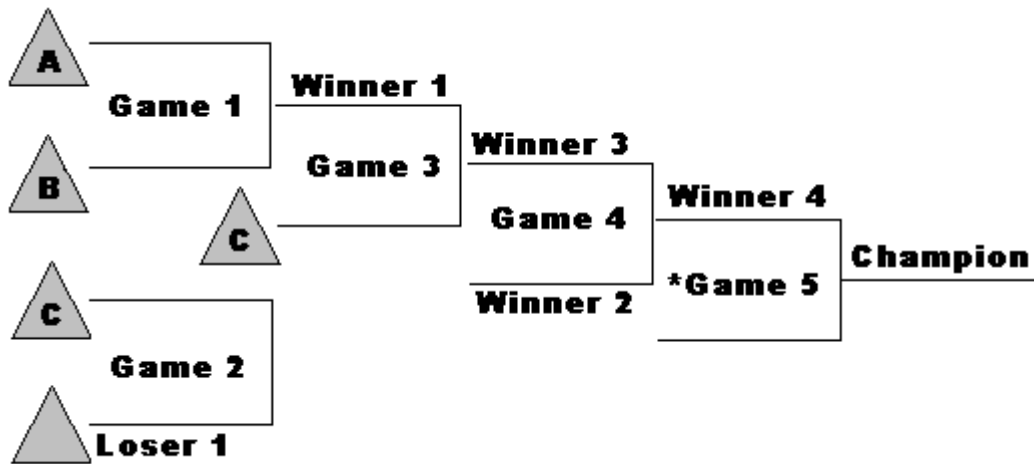 A
Game 1
B
Winner 1
Game 3
C
Winner 3
Game 4
Winner 2
Winner 4
*Game 5
Champion
C
Game 2
Loser 1